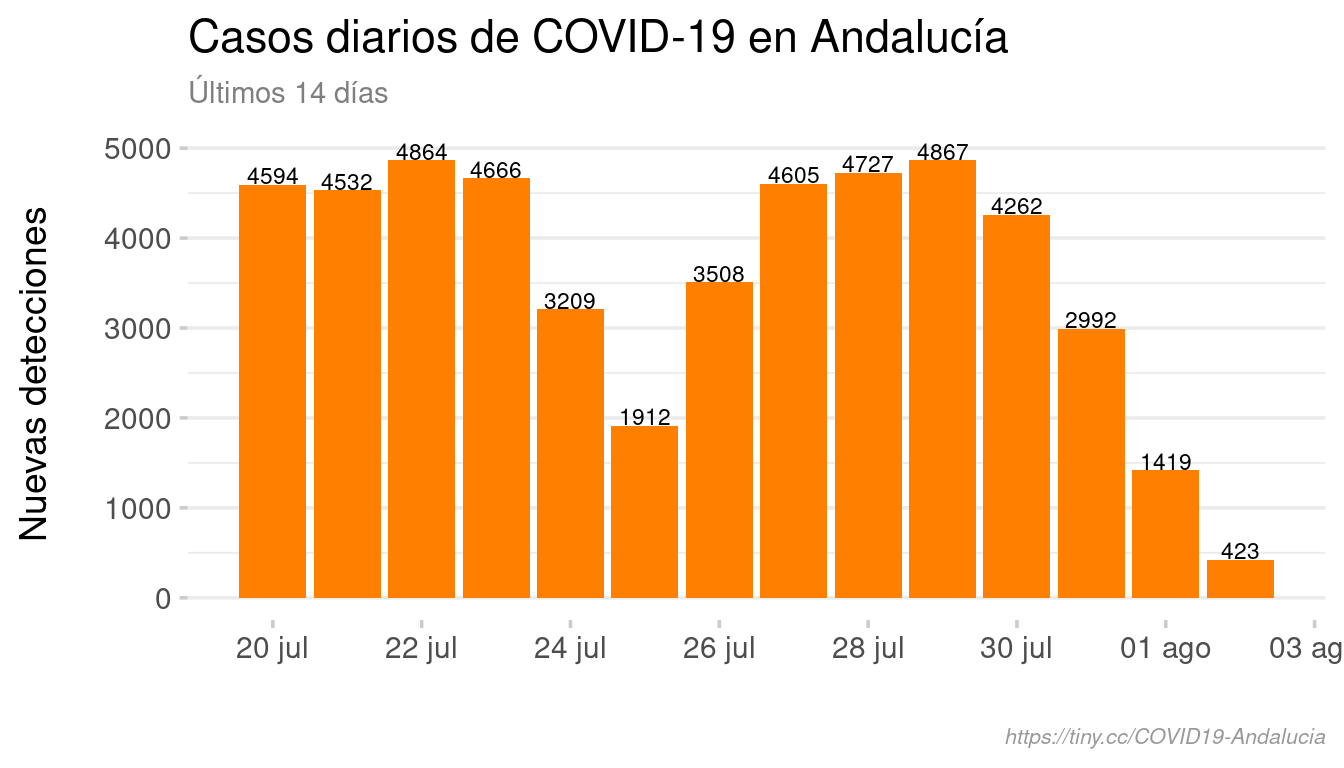 Casos diarios de COVID-19 en Andalucía
Últimos 14 días
Nuevas detecciones
5000
4000
3000
2000
1000
0
4594
4532
4864
4666
3209
1912
3508
4605
4727
4867
4262
2992
1419
423
20 jul
22 jul
24 jul
26 jul
28 jul
30 jul
01 ago
03 ag
https://tiny.cc/COVID19-Andalucia